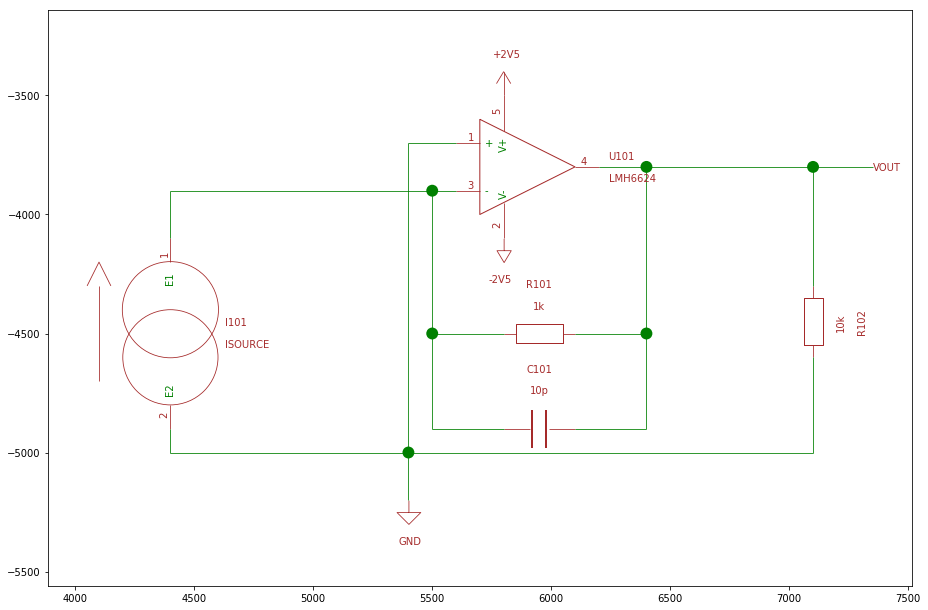 +2V5
5
V+
1
+
U101
4
LMH6624
VOUT
3
-
V-
2
-2V5
R101
1k
1
E1
I101
ISOURCE
E2
2
10k
R102
C101
10p
GND
−3500
−4000
−4500
−5000
−5500
4000
4500
5000
5500
6000
6500
7000
7500